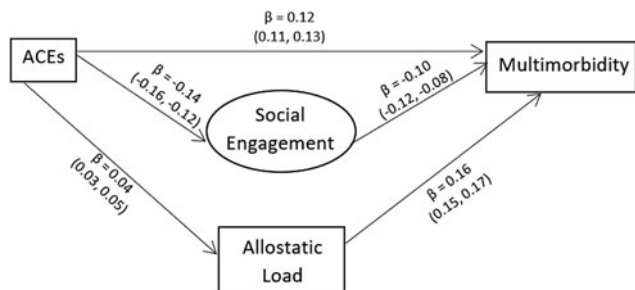 β = 0.12
(0.11, 0.13)
ACEs
Multimorbidity
β = -0.14
(-0.16, -0.12)
β = -0.10
(-0.12, -0.08)
Social
Engagement
β = 0.04
(0.03, 0.05)
β = 0.16
(0.15, 0.17)
Allostatic
Load